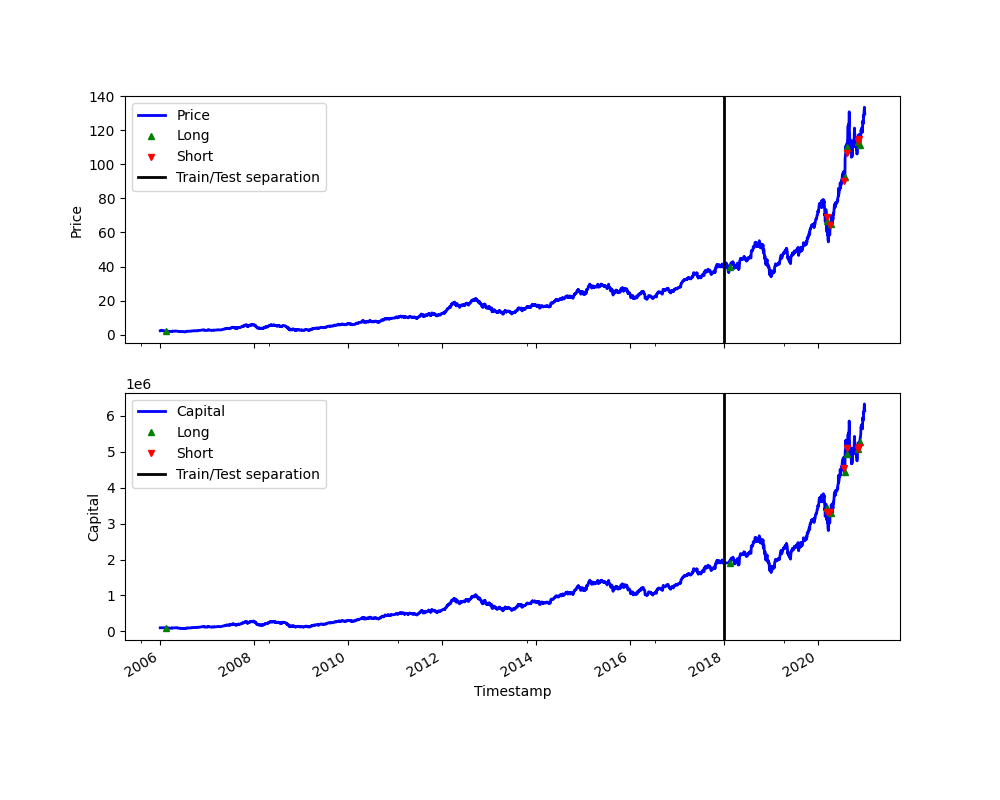 140
120
100
80
60
40
20
0
Price
Price
Long
Short
Train/Test separation
1e6
6
5
4
3
2
1
0
Capital
Capital
Long
Short
Train/Test separation
2006 2008 2010 2012 2014 2016 2018 2020
Timestamp